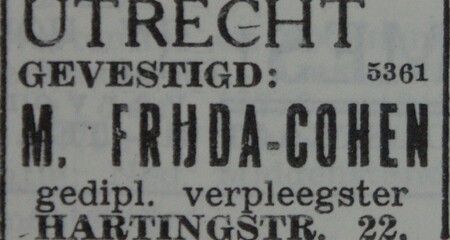 UTRECHT
GEVESTIGD: 5361
M. FRIJDA-COHEN
gedipl. verpleegster
HARTINGSTR. 22.